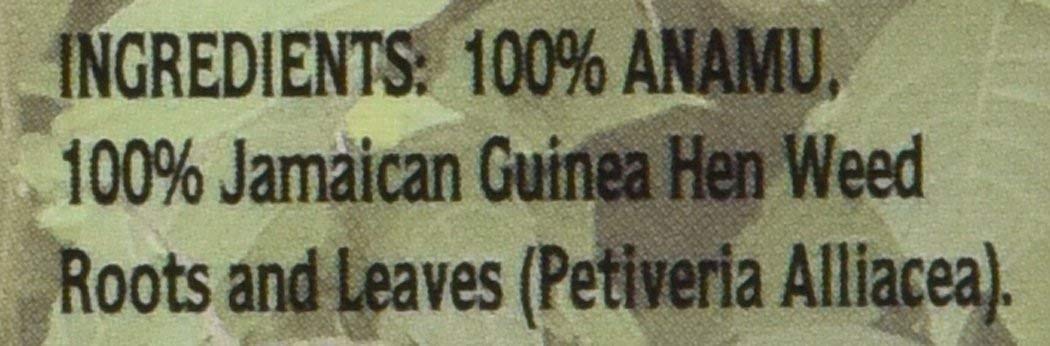 INGREDIENTS: 100% ANAMU,
100% Jamaican Guinea Hen Weed
Roots and Leaves (Petiveria Alliacea).